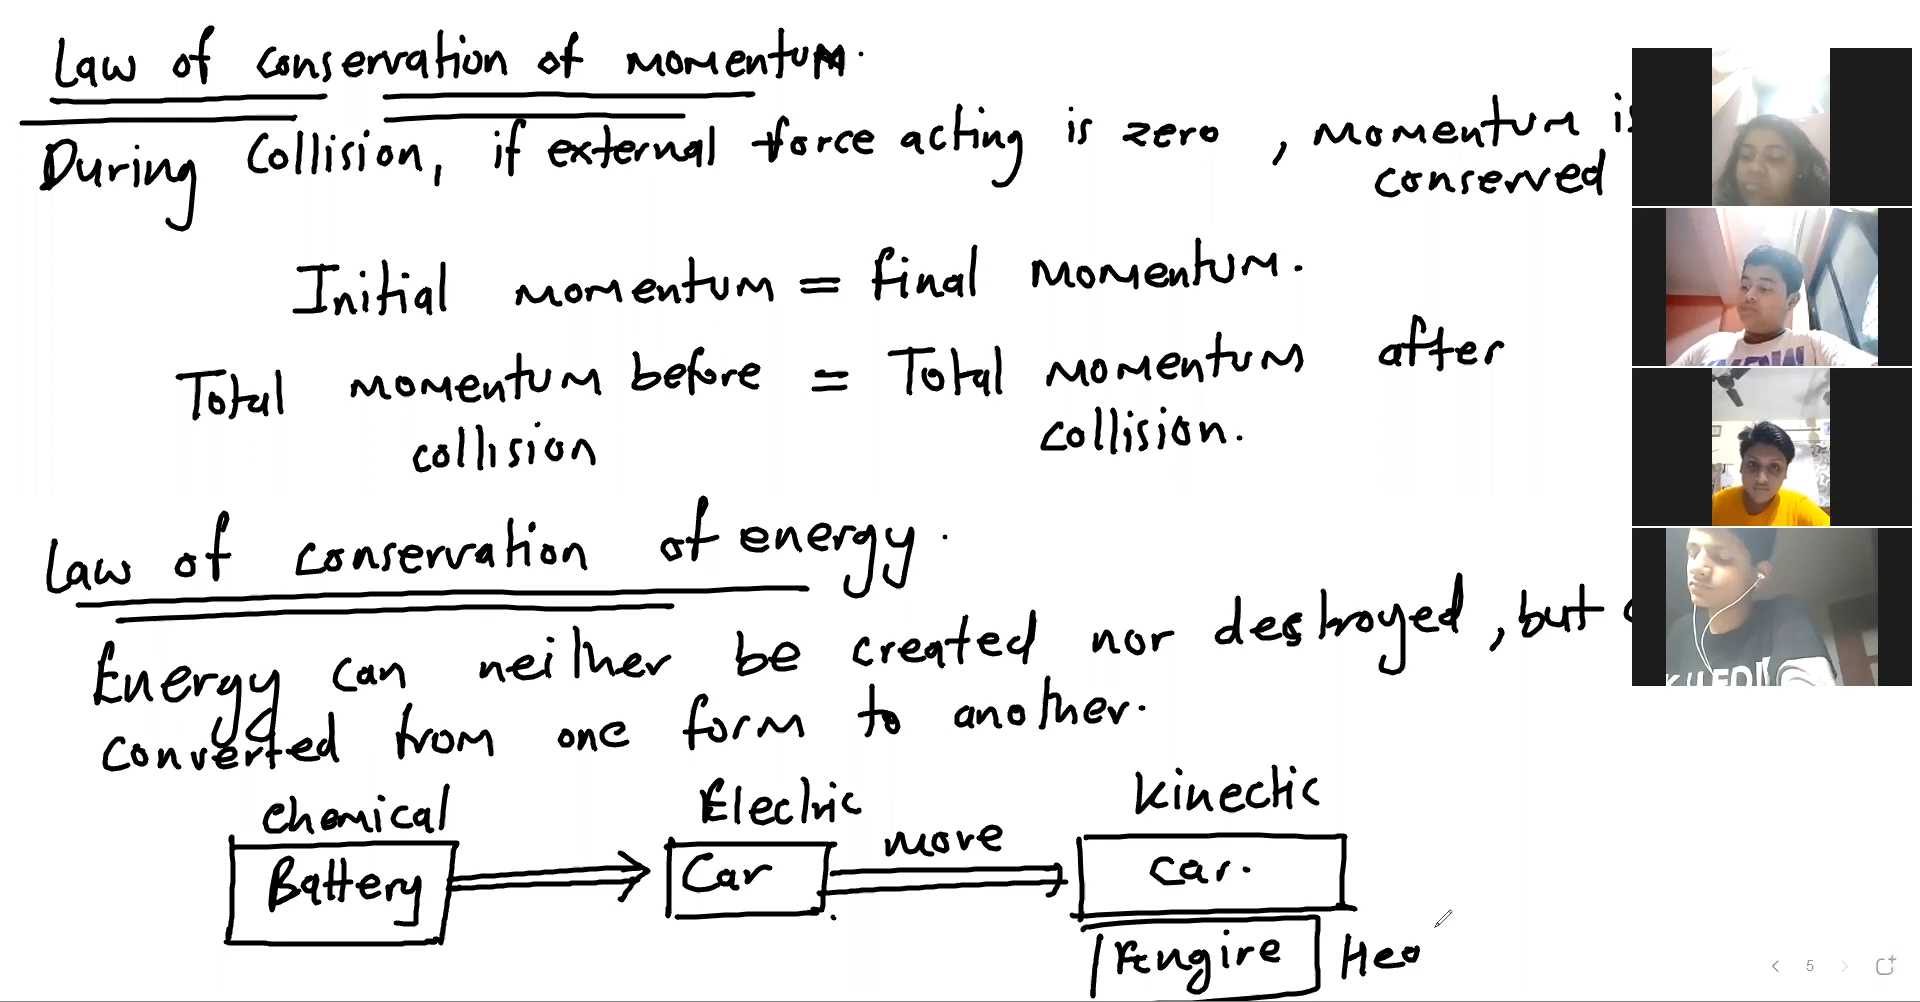 Law of conservation of momentum.
During Collision, if external force acting is zero, momentum is
conserved
Initial momentum = final momentum.
Total momentum before = Total momentum after
collision collision.
Law of conservation of energy.
Energy can neither be created nor destroyed, but
converted from one form to another.
Chemical Electric Kinectic
Battery Car move car.
Fengire Hea
5